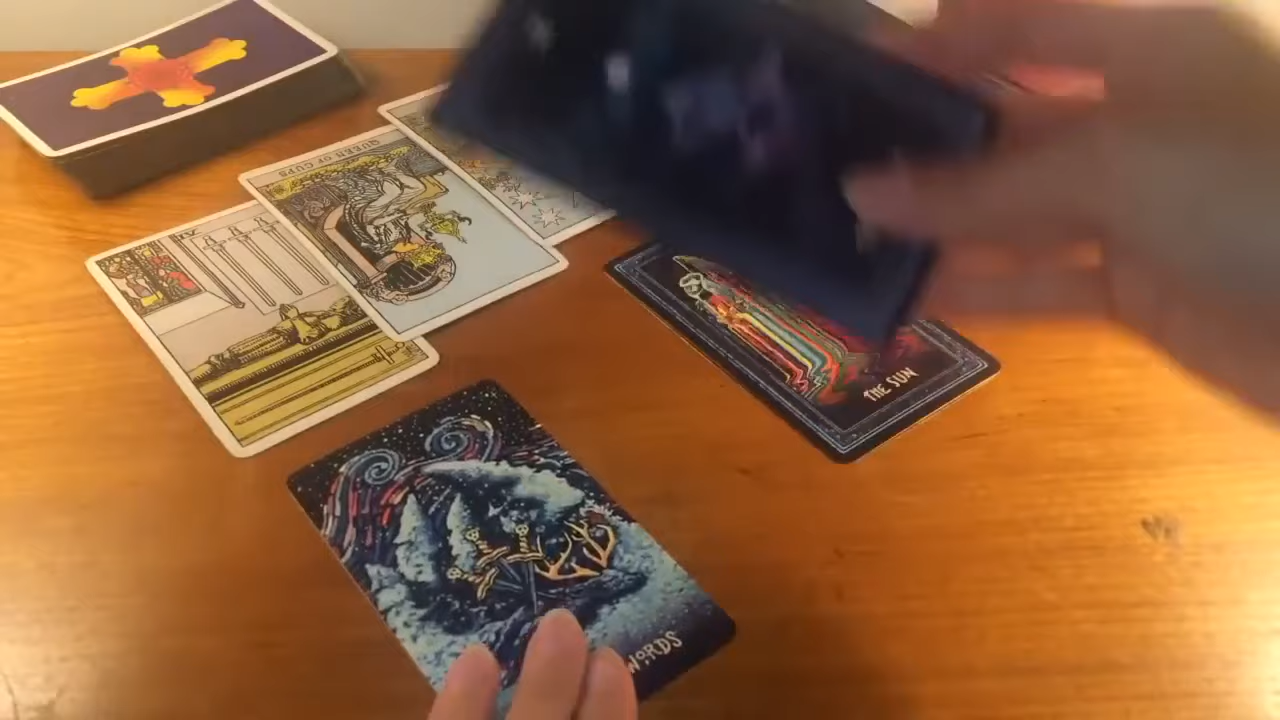 QUEEN OF CUPS
IV
THE SUN
WORDS